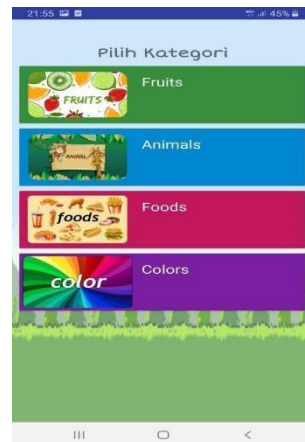 21:55 45%
Pilih Kategori
FRUITS
Fruits
ANIMAL
Animals
foods
Foods
color
Colors